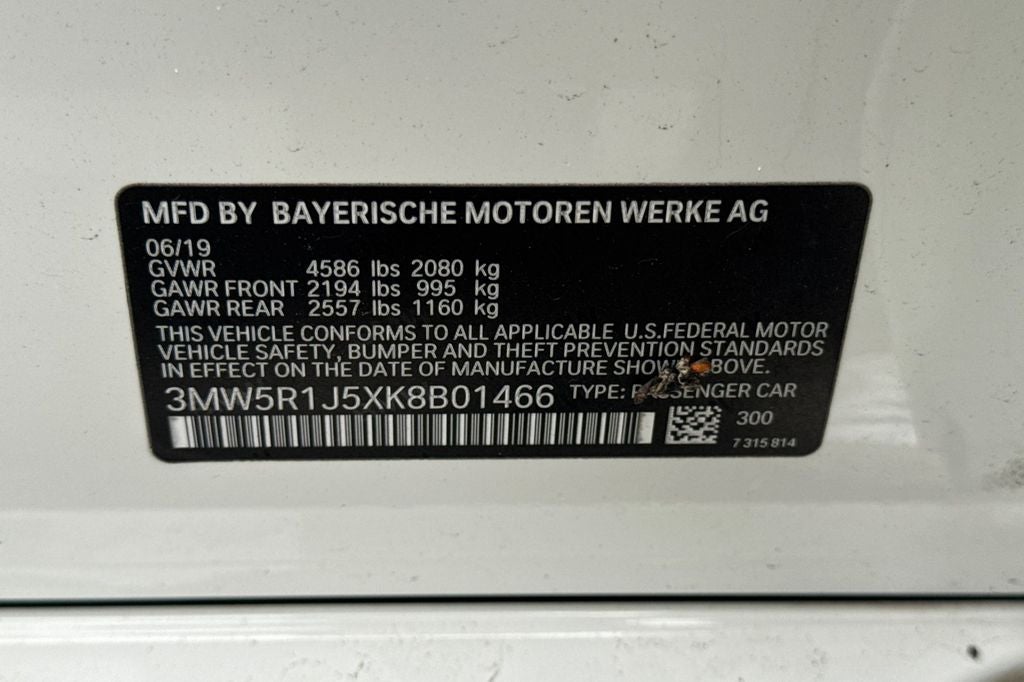 MFD BY BAYERISCHE MOTOREN WERKE AG
06/19
GVWR 4586 lbs 2080 kg
GAWR FRONT 2194 lbs 995 kg
GAWR REAR 2557 lbs 1160 kg
THIS VEHICLE CONFORMS TO ALL APPLICABLE U.S.FEDERAL MOTOR
VEHICLE SAFETY, BUMPER AND THEFT PREVENTION STANDARDS
IN EFFECT ON THE DATE OF MANUFACTURE SHOWN ABOVE.
3MW5R1J5XK8B01466 TYPE: PASSENGER CAR
300
7 315 814